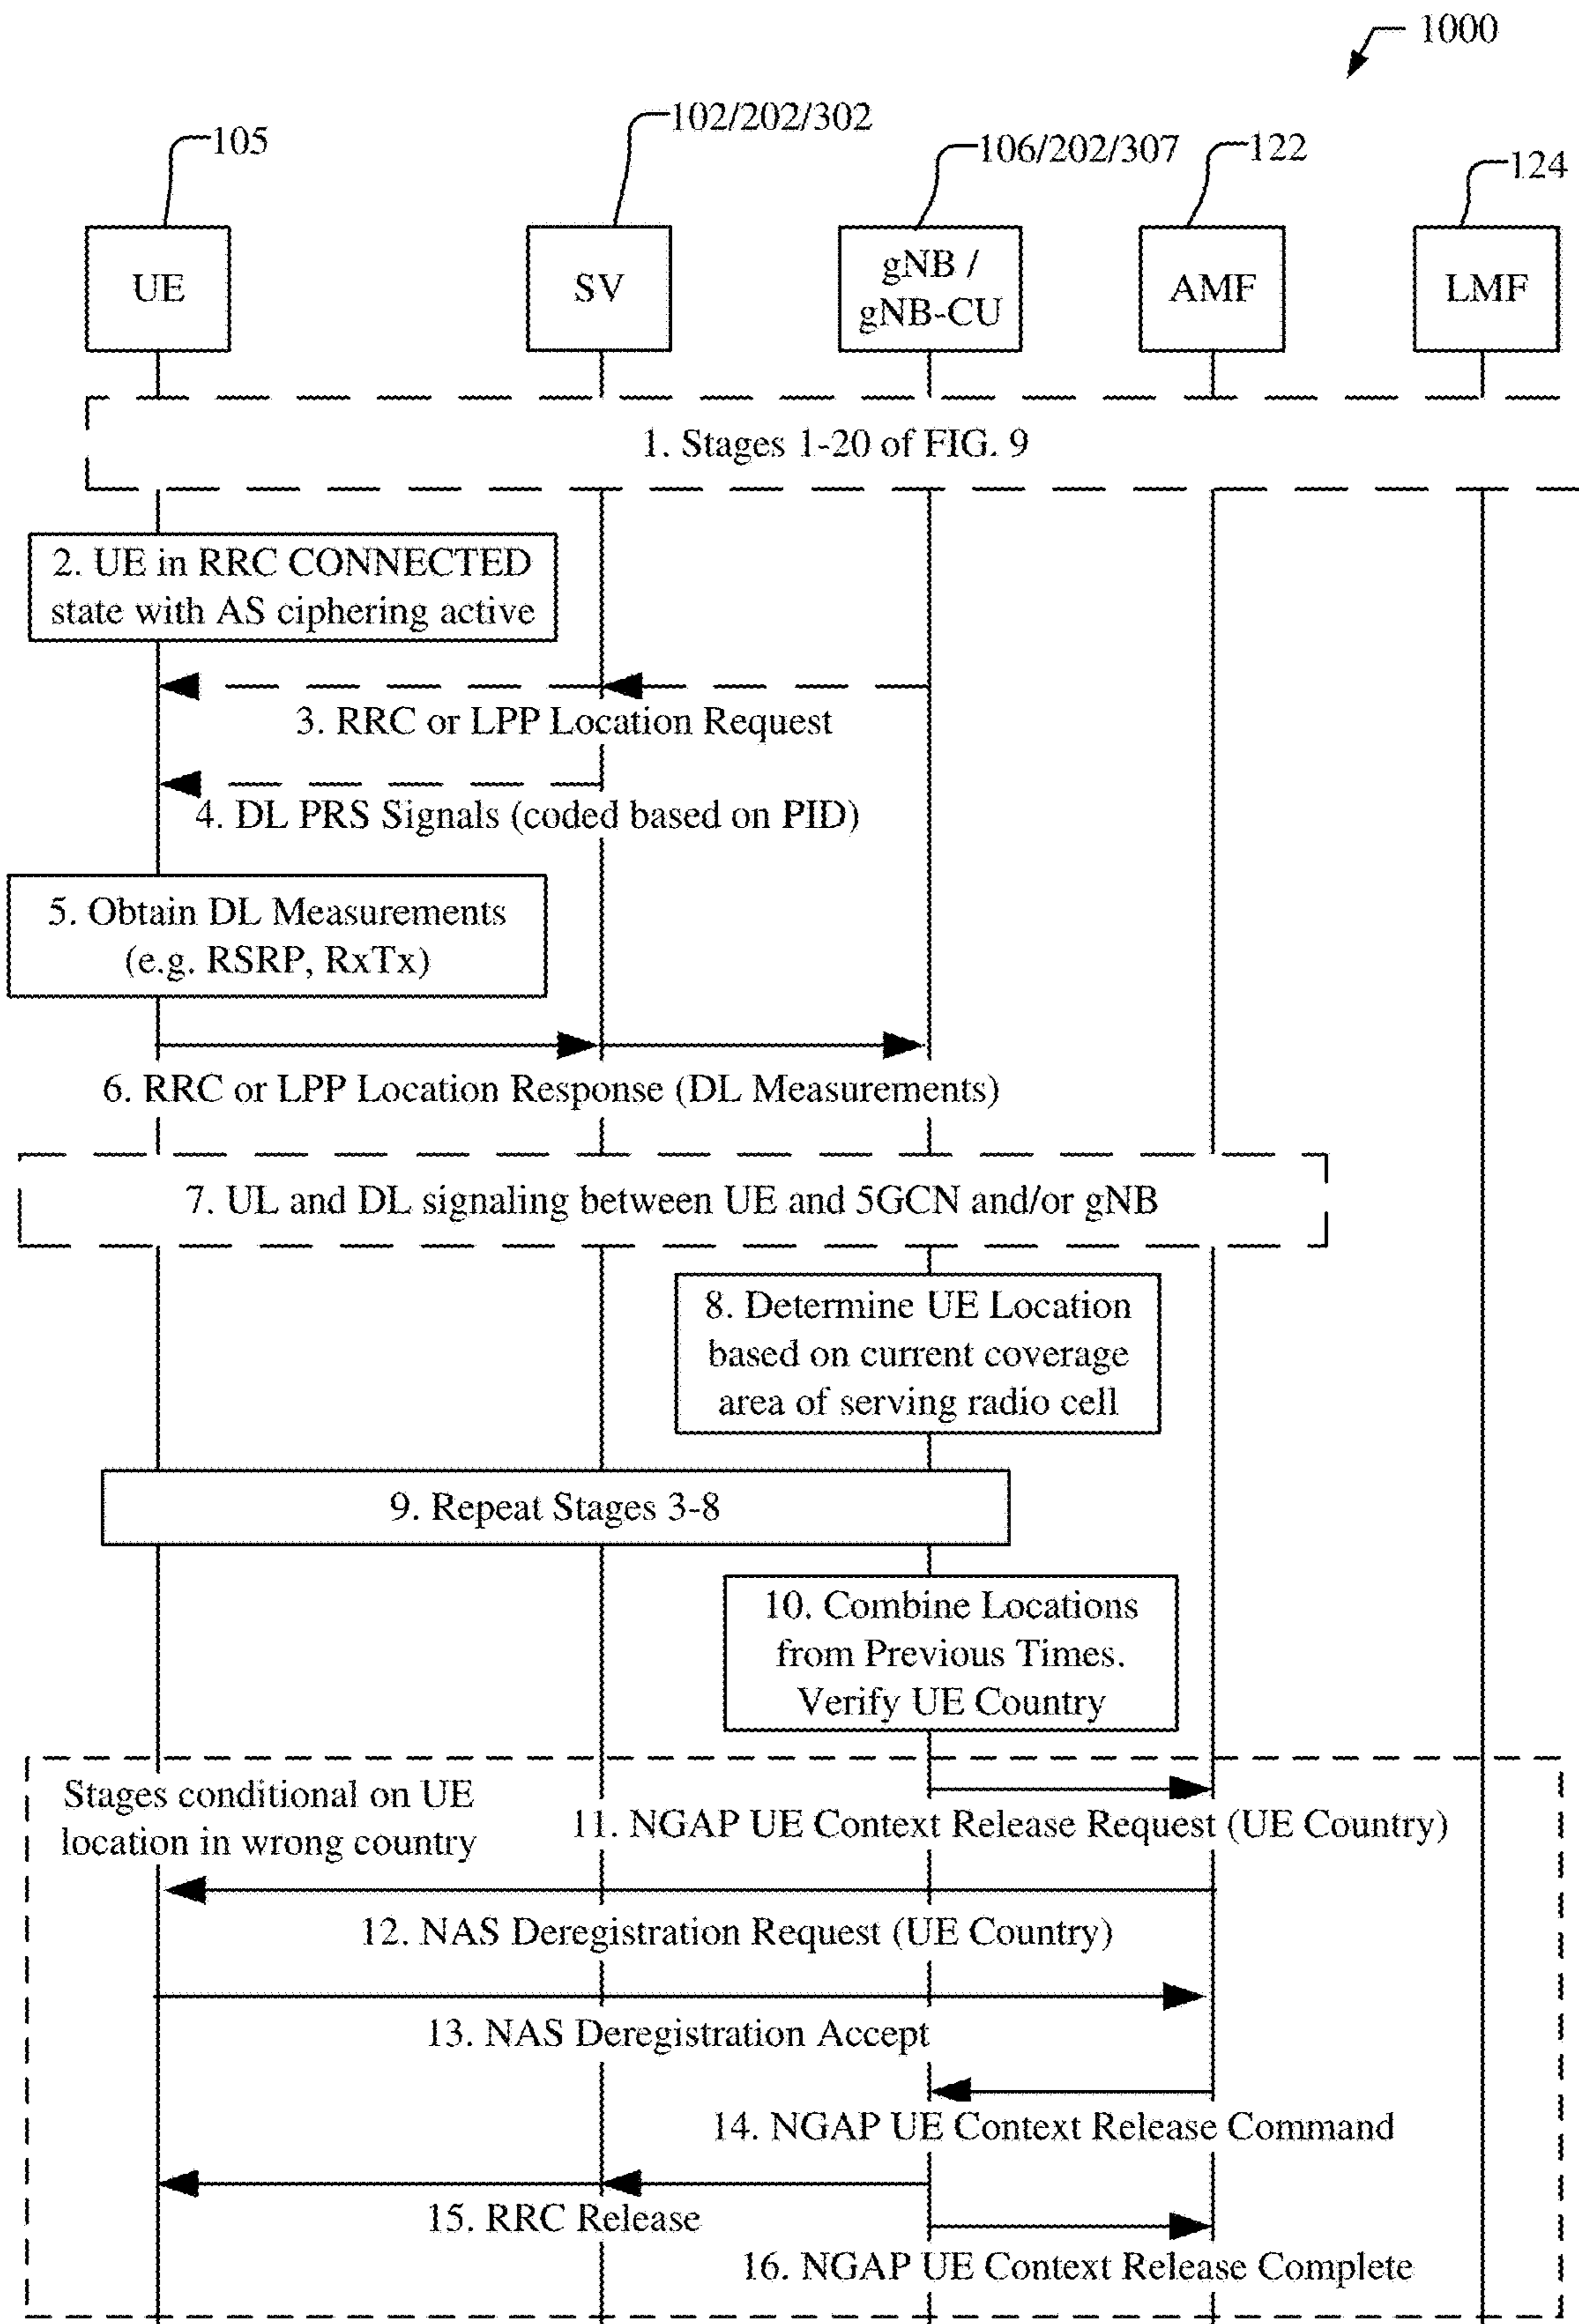 1000
105
102/202/302
106/202/307
122
124
UE
SV
gNB /
gNB-CU
AMF
LMF
1. Stages 1-20 of FIG. 9
2. UE in RRC CONNECTED
state with AS ciphering active
3. RRC or LPP Location Request
4. DL PRS Signals (coded based on PID)
5. Obtain DL Measurements
(e.g. RSRP, RxTx)
6. RRC or LPP Location Response (DL Measurements)
7. UL and DL signaling between UE and 5GCN and/or gNB
8. Determine UE Location
based on current coverage
area of serving radio cell
9. Repeat Stages 3-8
10. Combine Locations
from Previous Times.
Verify UE Country
Stages conditional on UE
location in wrong country
11. NGAP UE Context Release Request (UE Country)
12. NAS Deregistration Request (UE Country)
13. NAS Deregistration Accept
14. NGAP UE Context Release Command
15. RRC Release
16. NGAP UE Context Release Complete